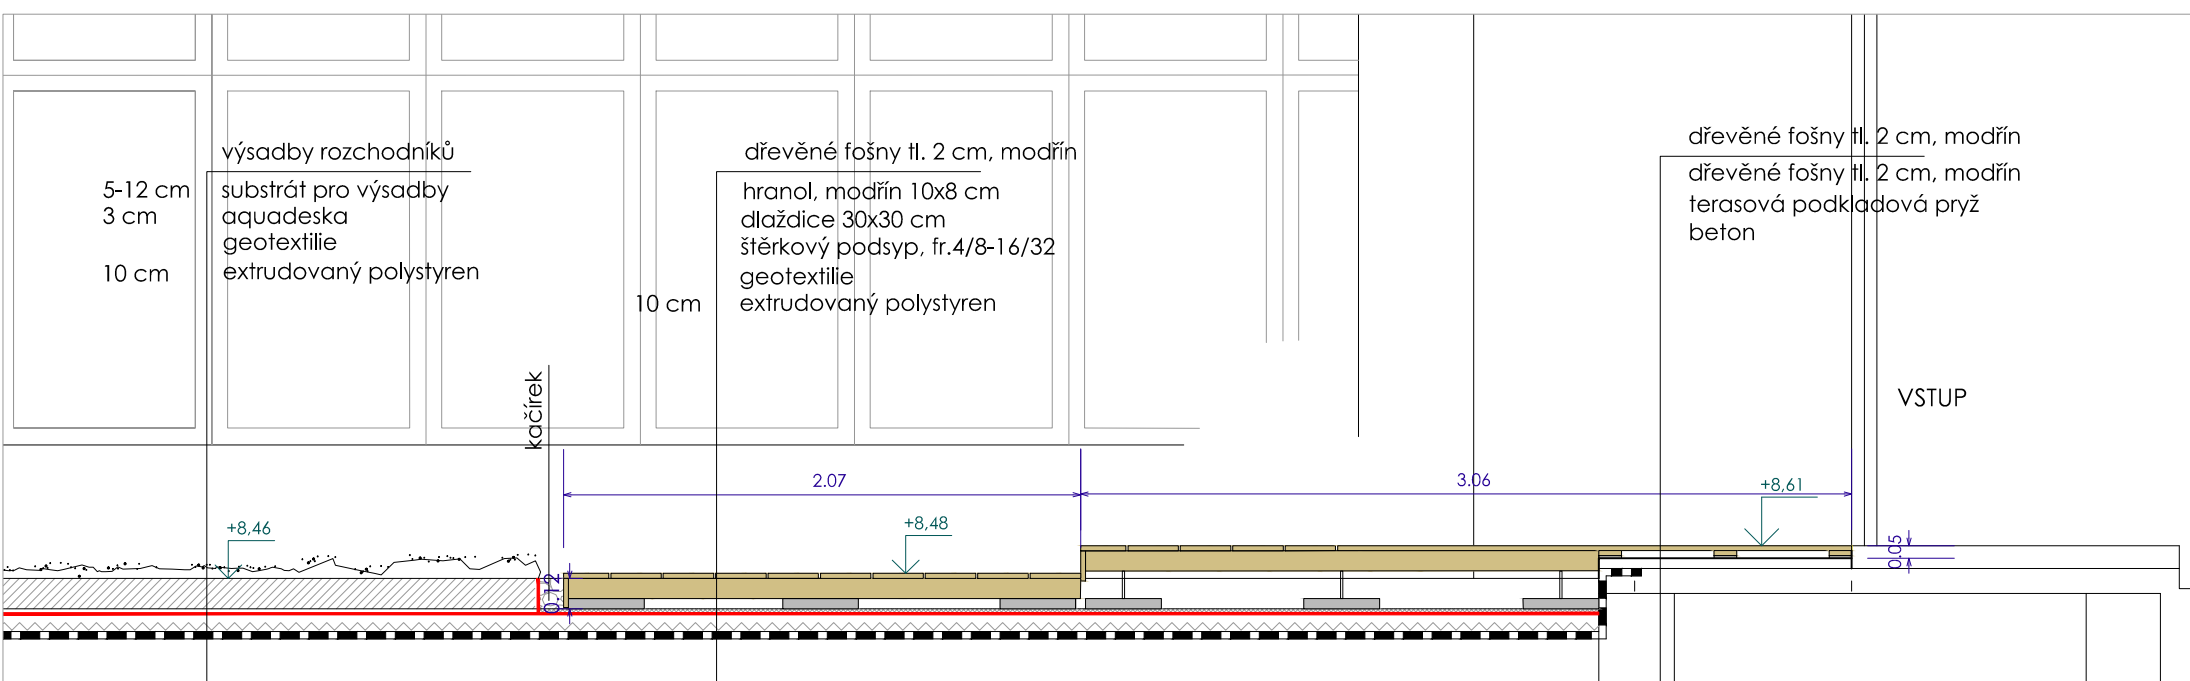 výsadby rozchodníků
5-12 cm substrát pro výsadby
3 cm aquadeska
geotextilie
10 cm extrudovaný polystyren
dřevěné fošny tl. 2 cm, modřín
hranol, modřín 10x8 cm
dlaždice 30x30 cm
štěrkový podsyp, fr.4/8-16/32
geotextilie
10 cm extrudovaný polystyren
dřevěné fošny tl. 2 cm, modřín
dřevěné fošny tl. 2 cm, modřín
terasová podkladová pryž
beton
kačírek
VSTUP
2.07
3.06
+8,61
+8,46
+8,48
0.12
0.05